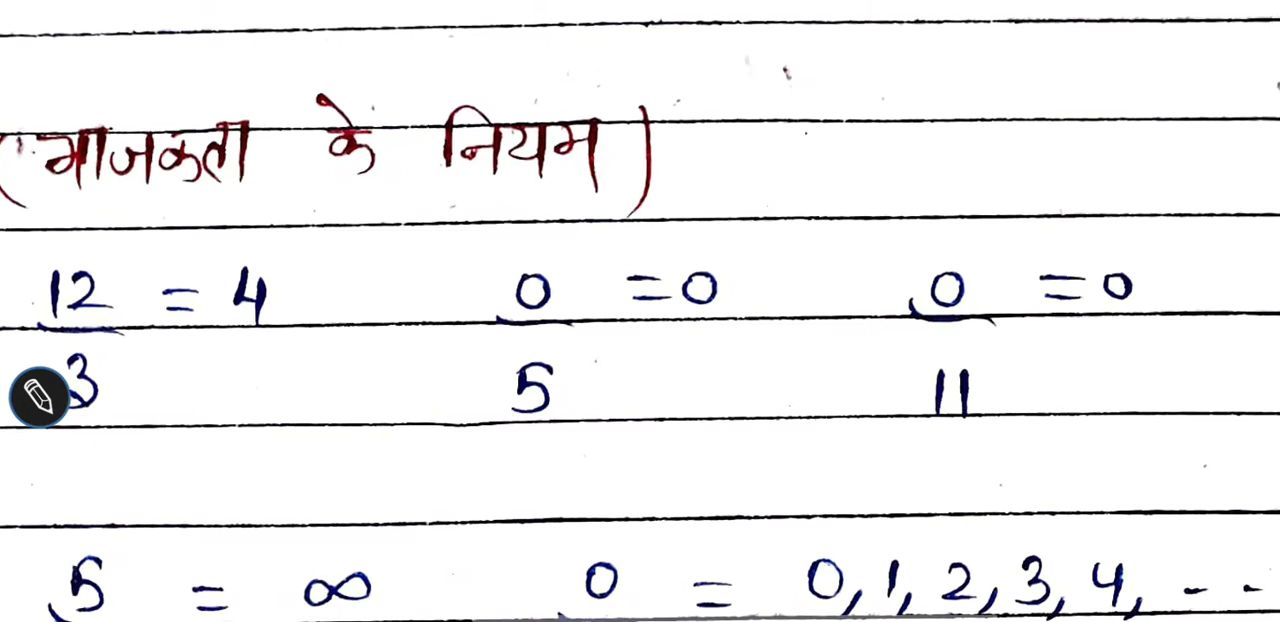 (भाजकता के नियम)
12 = 4 0 = 0 0 = 0
3 5 11
5 = ∞ 0 = 0, 1, 2, 3, 4, - -